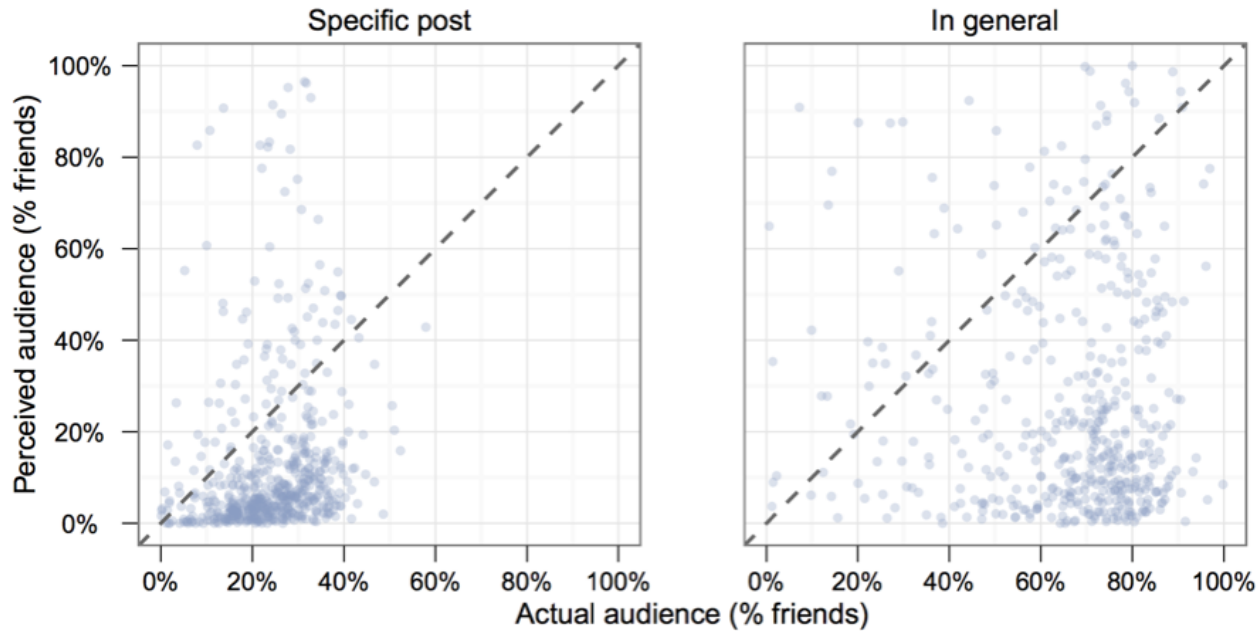 Specific post
In general
Perceived audience (% friends)
100%
80%
60%
40%
20%
0%
0% 20% 40% 60% 80% 100%
0% 20% 40% 60% 80% 100%
Actual audience (% friends)